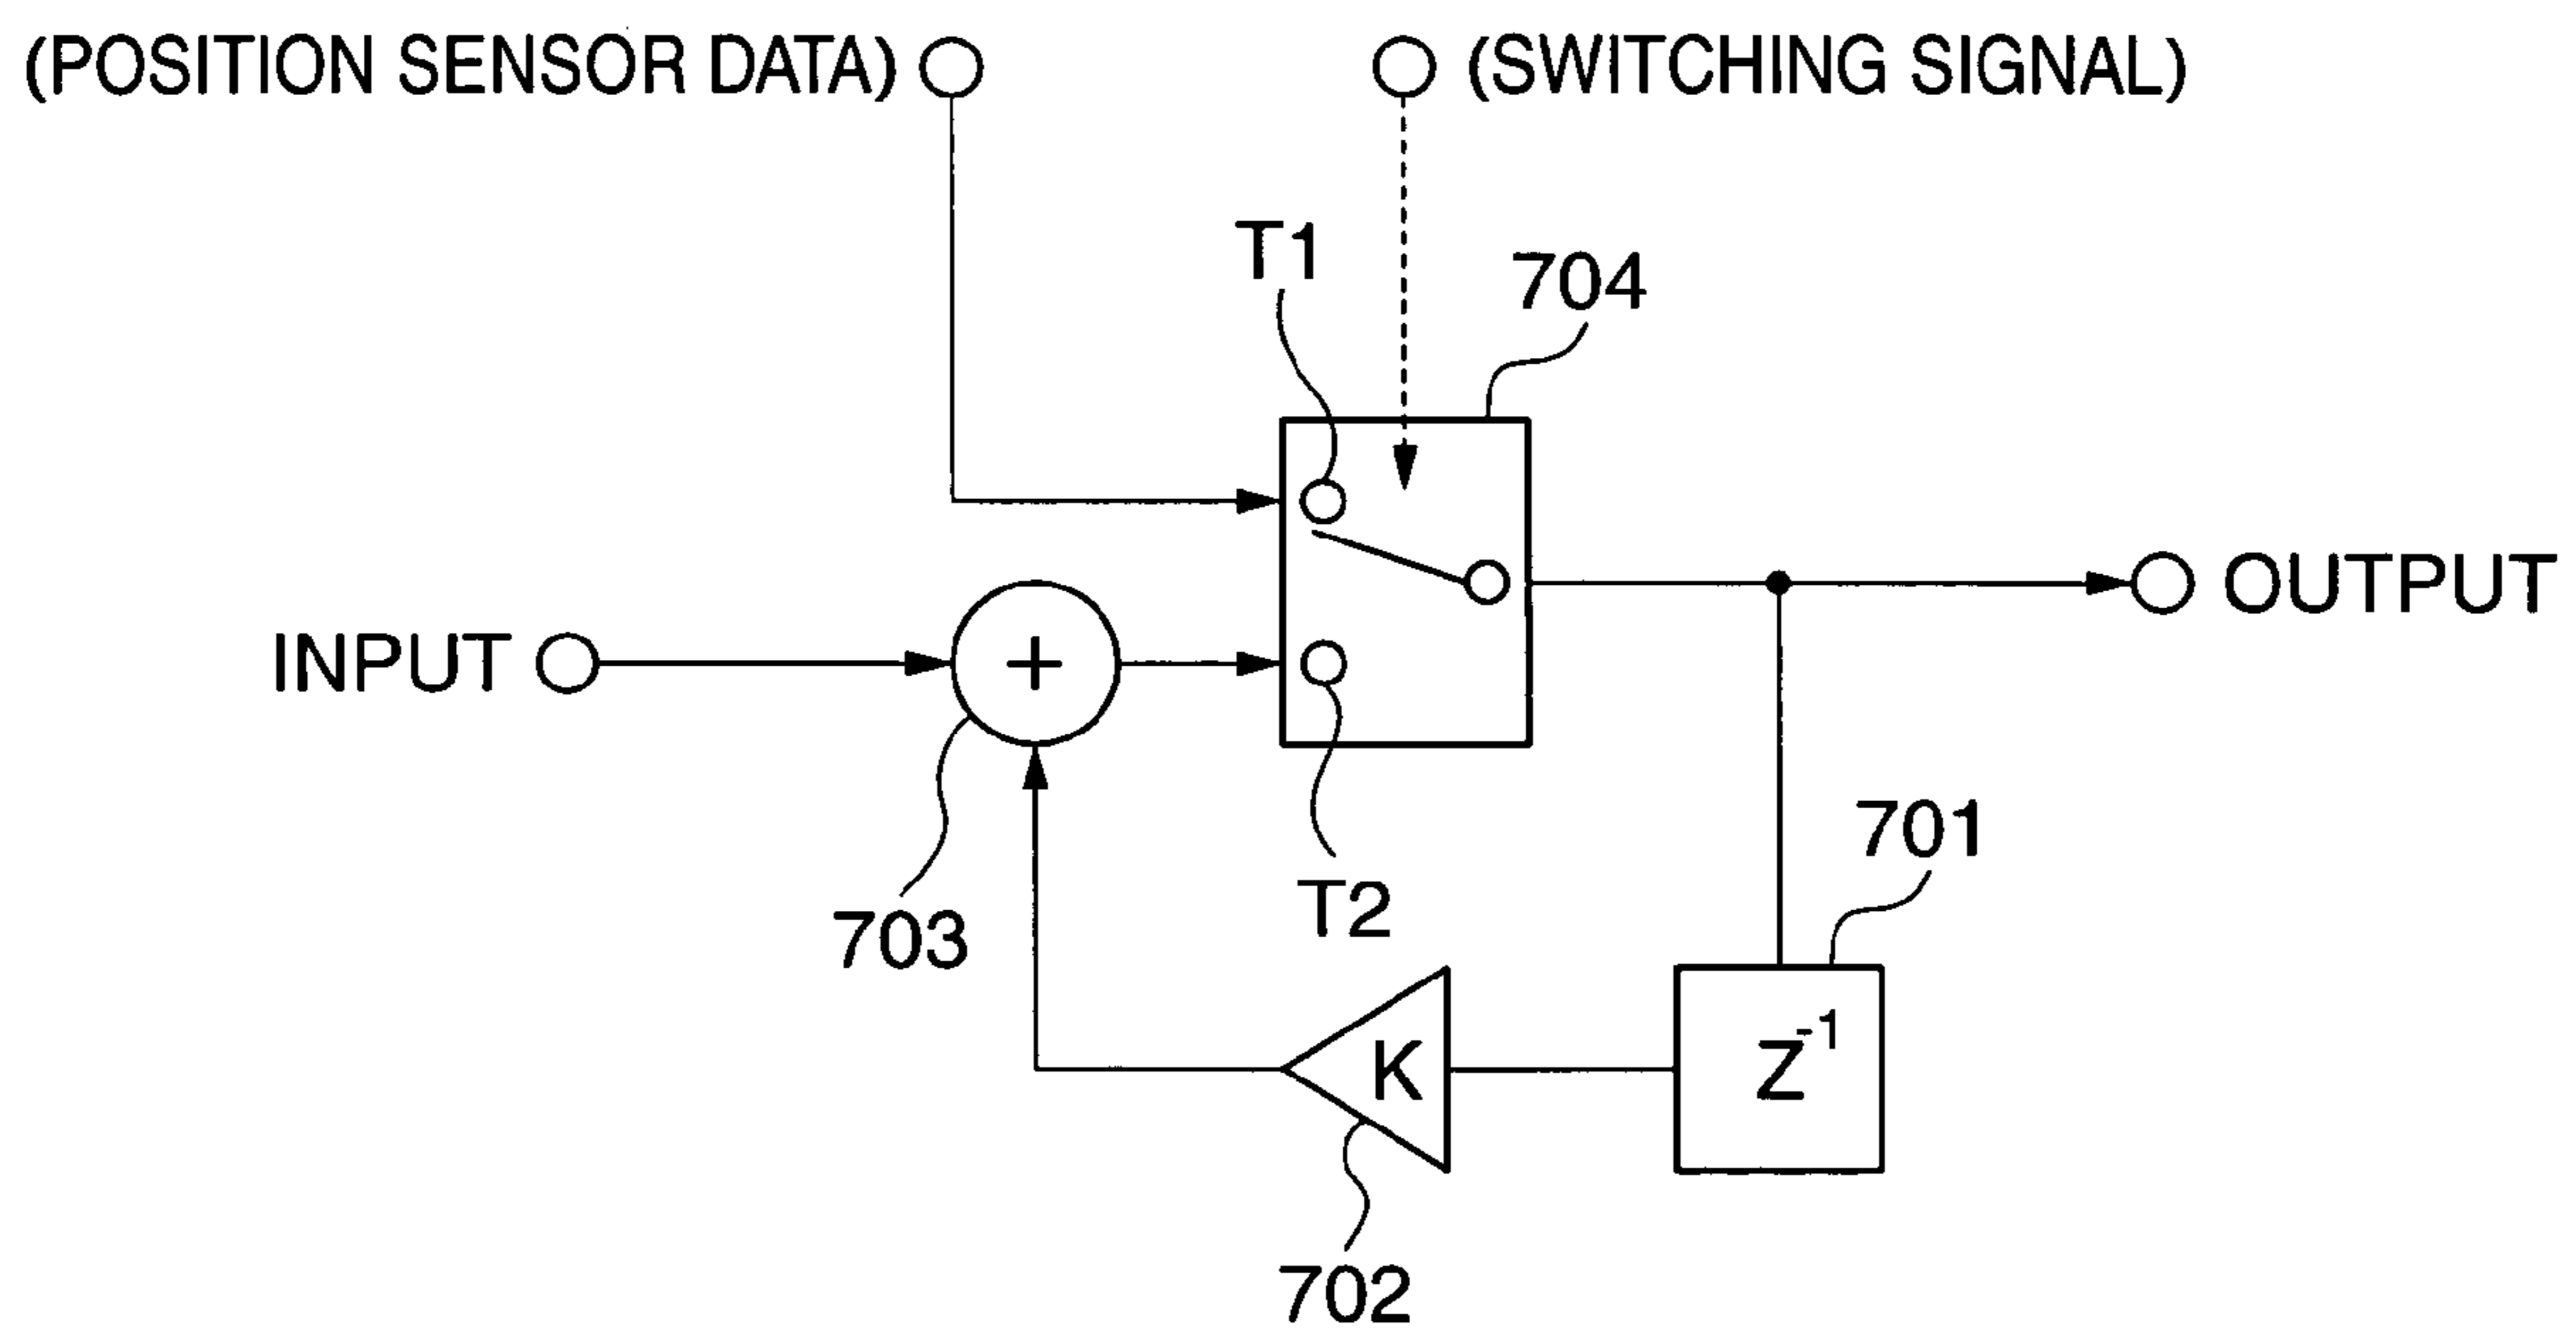 (POSITION SENSOR DATA)
(SWITCHING SIGNAL)
T1
704
INPUT
+
OUTPUT
703
T2
701
K
Z-1
702